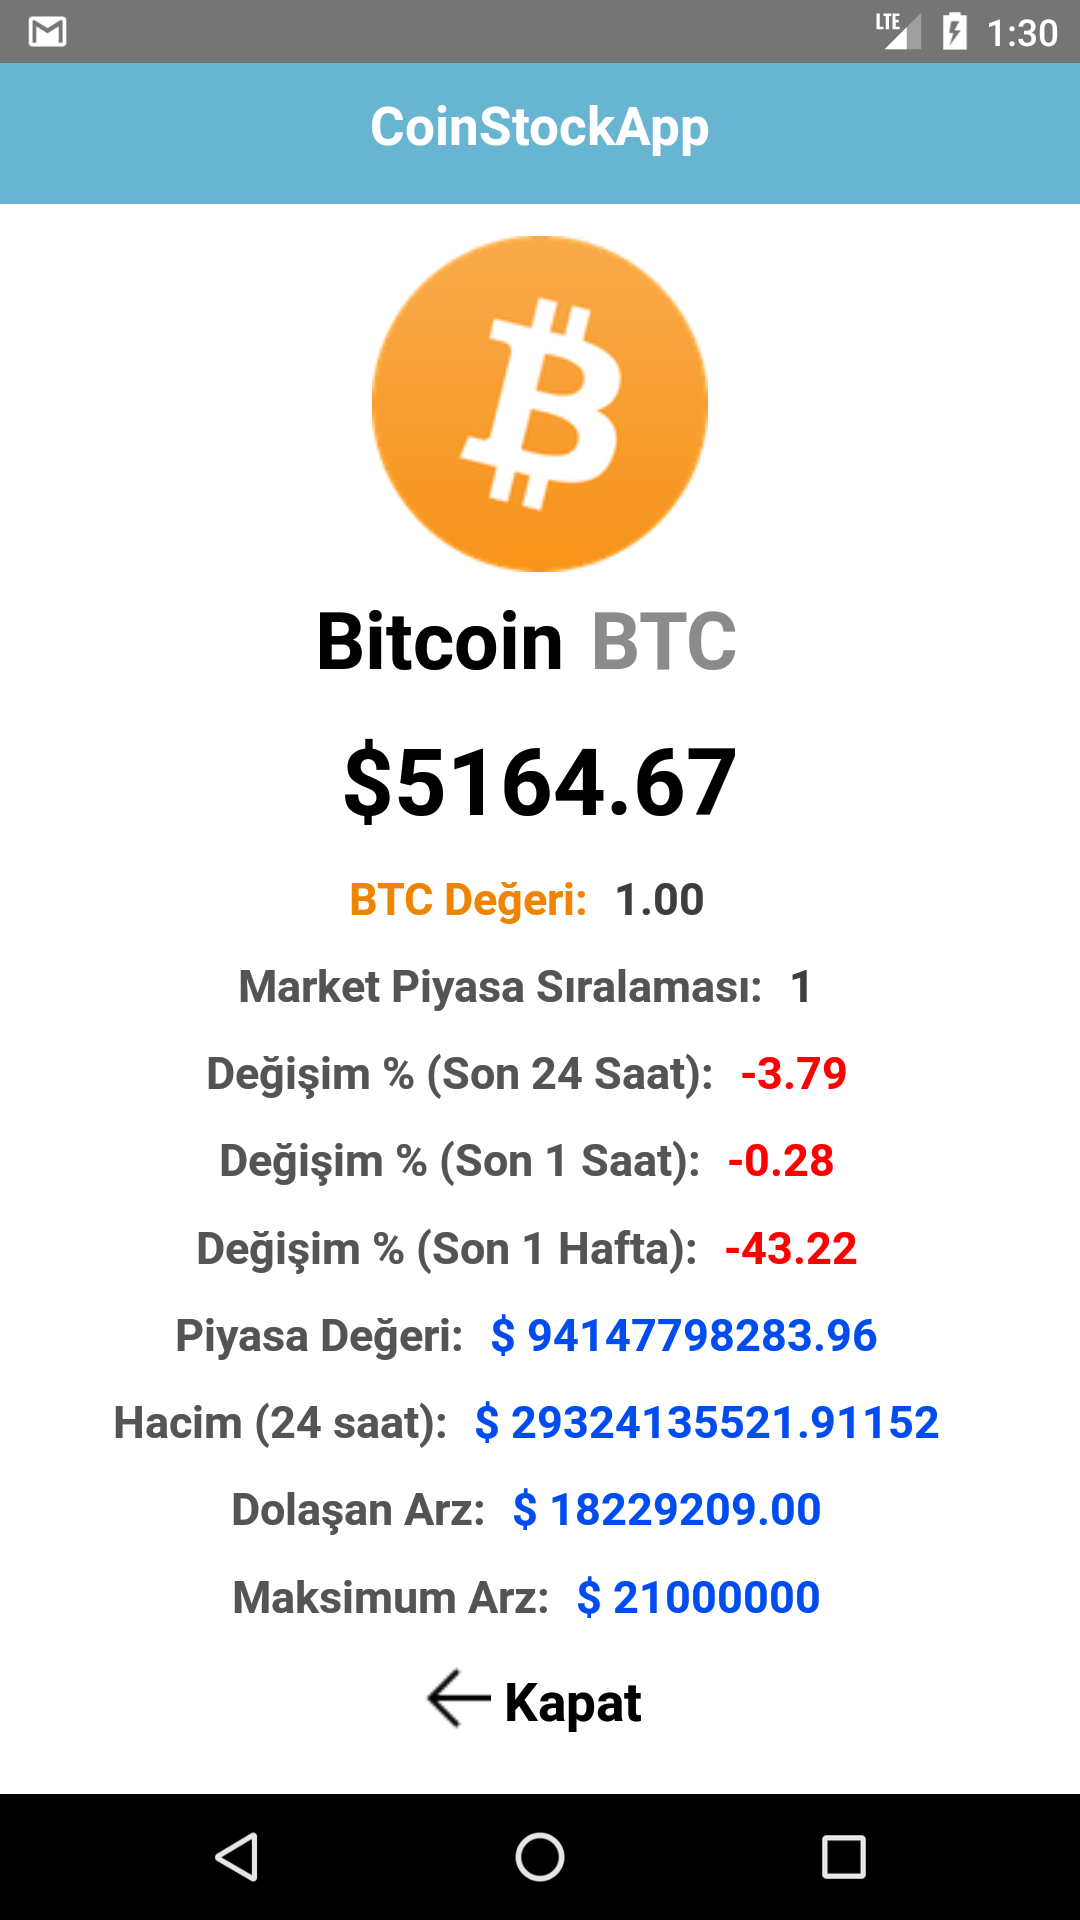 LTE 1:30
CoinStockApp
Bitcoin BTC
$5164.67
BTC Değeri: 1.00
Market Piyasa Sıralaması: 1
Değişim % (Son 24 Saat): -3.79
Değişim % (Son 1 Saat): -0.28
Değişim % (Son 1 Hafta): -43.22
Piyasa Değeri: $ 94147798283.96
Hacim (24 saat): $ 29324135521.91152
Dolaşan Arz: $ 18229209.00
Maksimum Arz: $ 21000000
Kapat